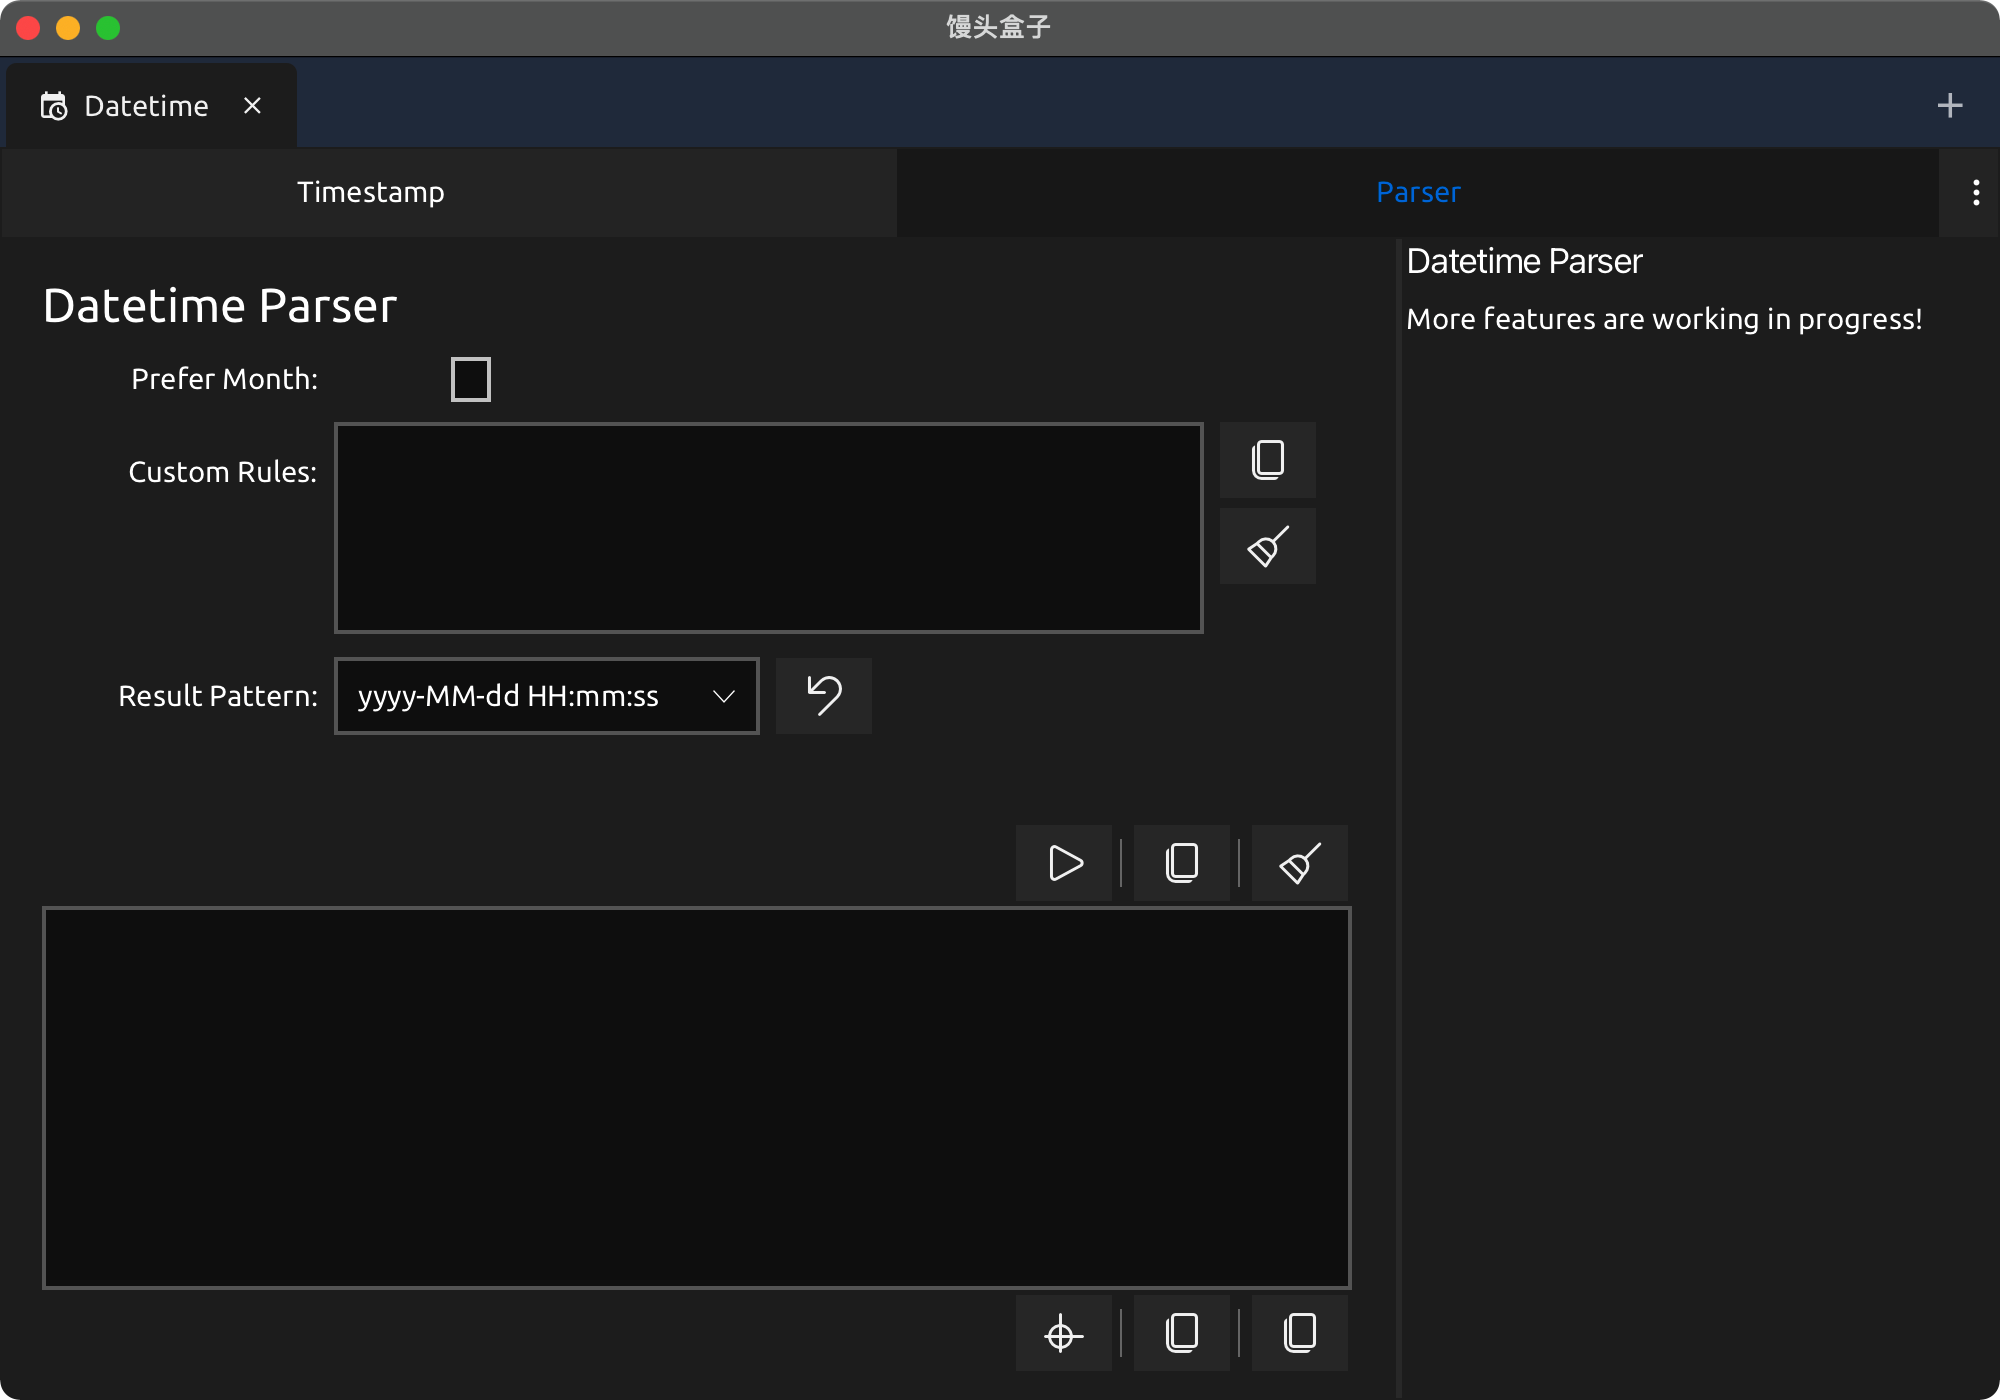 馒头盒子
Datetime
Timestamp
Parser
Datetime Parser
Prefer Month:
Custom Rules:
Result Pattern:
yyyy-MM-dd HH:mm:ss
Datetime Parser
More features are working in progress!